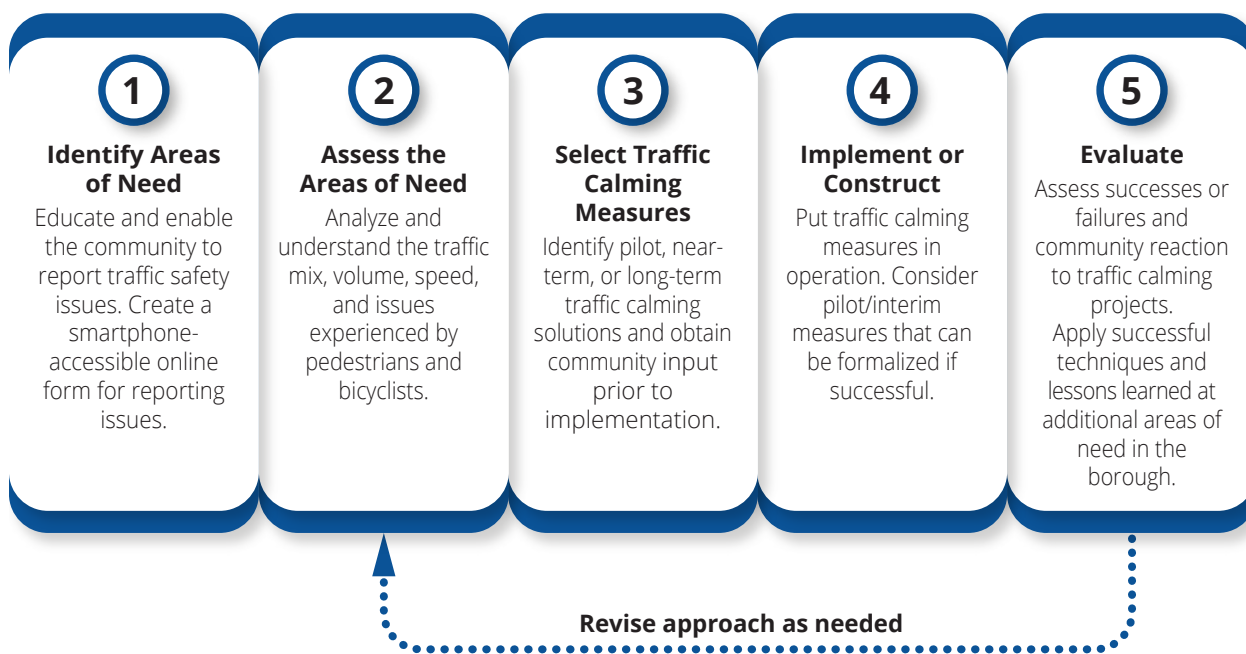 1
Identify Areas
of Need
Educate and enable
the community to
report traffic safety
issues. Create a
smartphone-
accessible online
form for reporting
issues.
2
Assess the
Areas of Need
Analyze and
understand the traffic
mix, volume, speed,
and issues
experienced by
pedestrians and
bicyclists.
3
Select Traffic
Calming
Measures
Identify pilot, near-
term, or long-term
traffic calming
solutions and obtain
community input
prior to
implementation.
4
Implement or
Construct
Put traffic calming
measures in
operation. Consider
pilot/interim
measures that can
be formalized if
successful.
5
Evaluate
Assess successes or
failures and
community reaction
to traffic calming
projects.
Apply successful
techniques and
lessons learned at
additional areas of
need in the
borough.
Revise approach as needed